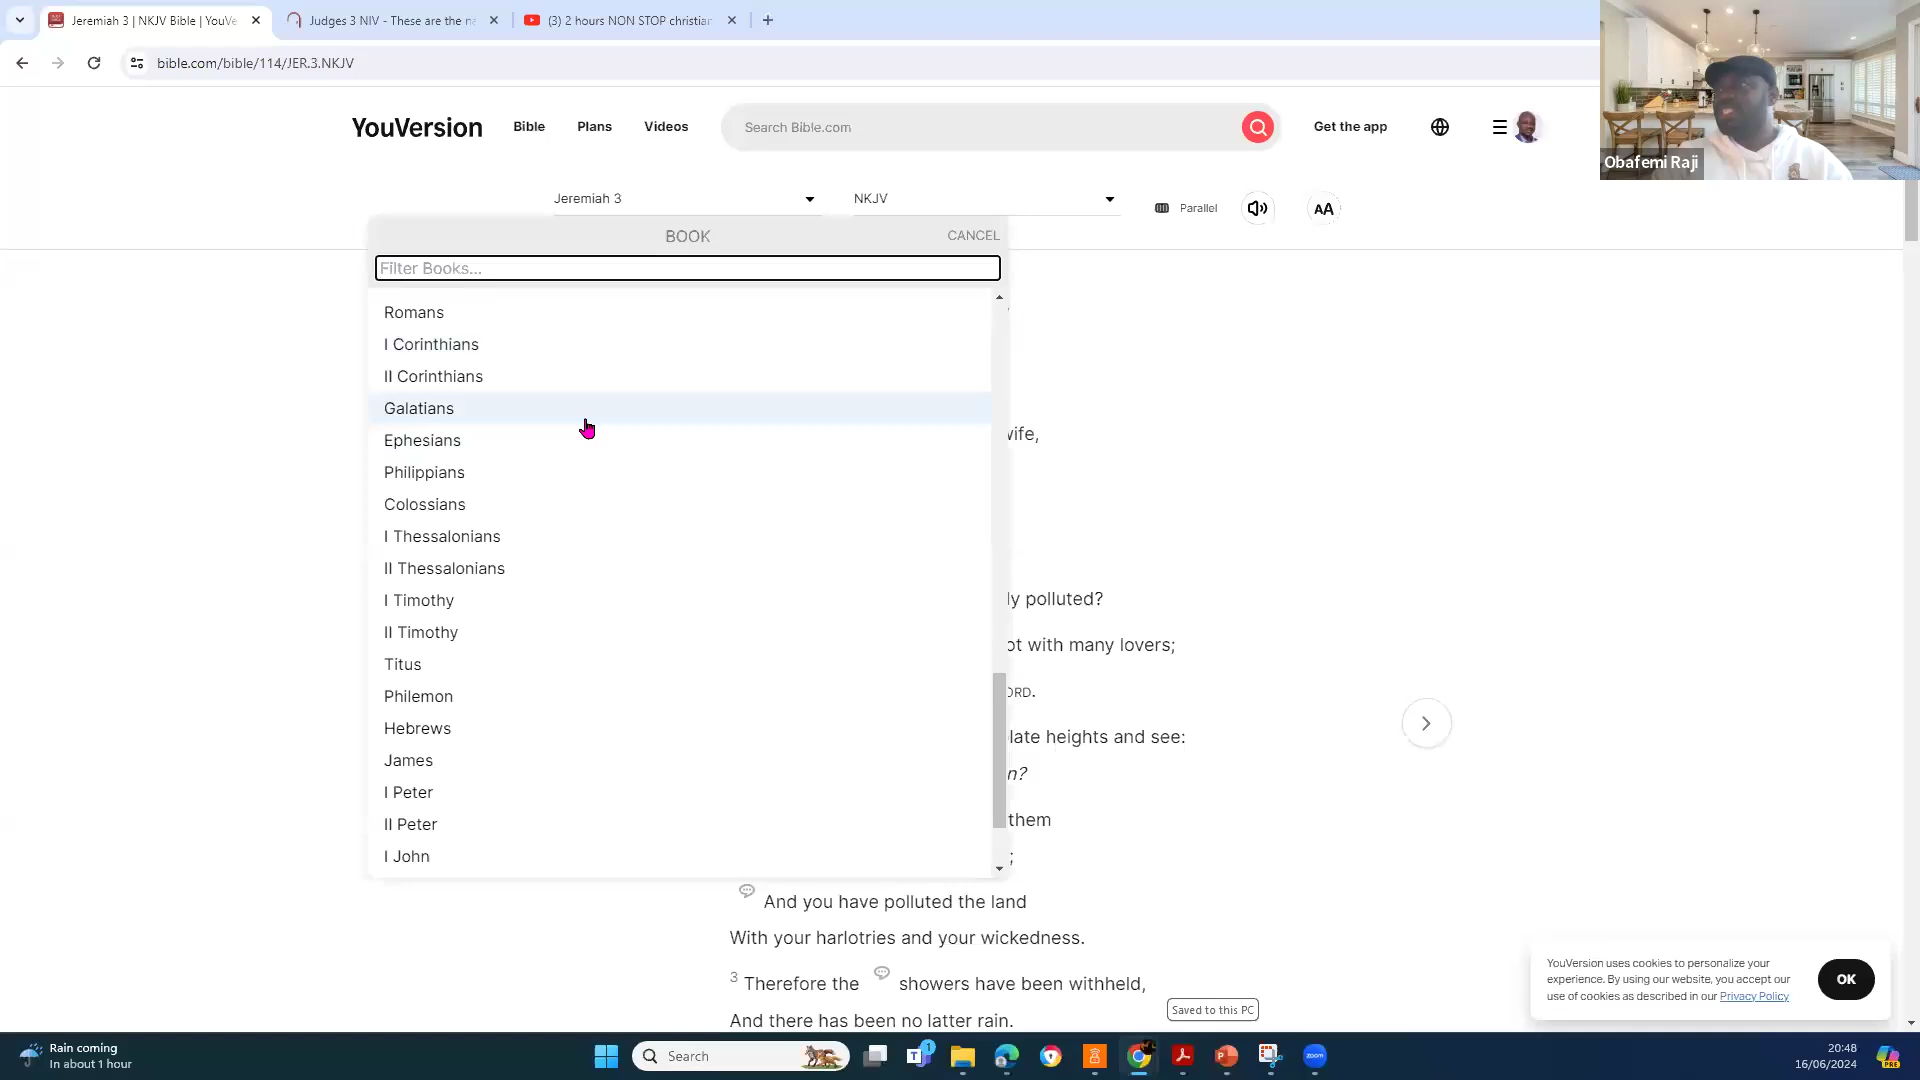 Jeremiah 3 | NKJV Bible | YouVe
Judges 3 NIV - These are the na
(3) 2 hours NON STOP christian
bible.com/bible/114/JER.3.NKJV
YouVersion
Bible
Plans
Videos
Search Bible.com
Get the app
Obafemi Raji
Jeremiah 3
NKJV
Parallel
AA
BOOK
CANCEL
Filter Books...
Romans
I Corinthians
II Corinthians
Galatians
Ephesians
Philippians
Colossians
I Thessalonians
II Thessalonians
I Timothy
II Timothy
Titus
Philemon
Hebrews
James
I Peter
II Peter
I John
wife,
ly polluted?
ot with many lovers;
ORD.
late heights and see:
n?
them
;
And you have polluted the land
With your harlotries and your wickedness.
3 Therefore the showers have been withheld,
And there has been no latter rain.
Saved to this PC
YouVersion uses cookies to personalize your
experience. By using our website, you accept our
use of cookies as described in our Privacy Policy
OK
Rain coming
In about 1 hour
Search
1
zoom
20:48
16/06/2024
PRE